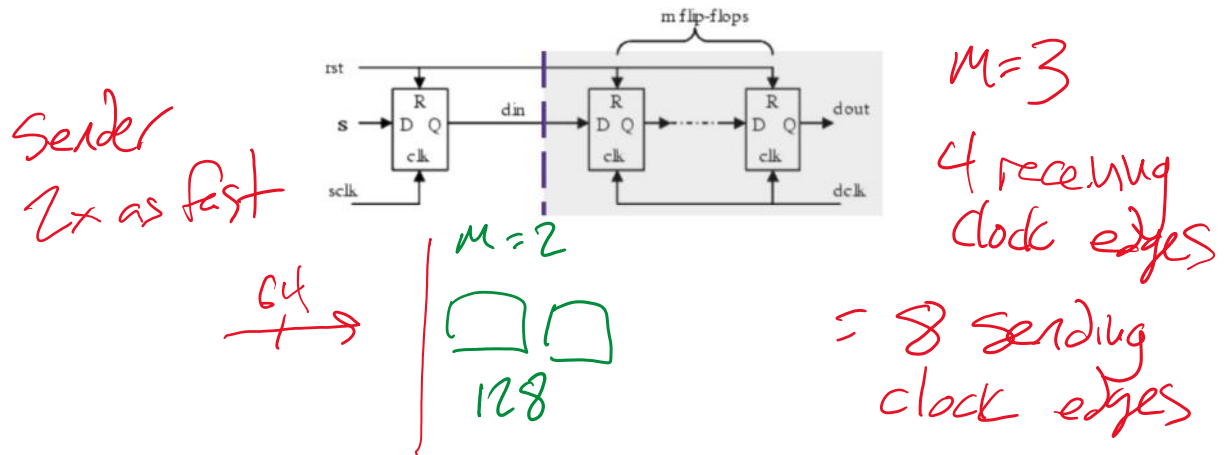 m flip-flops
rst
R R R
s D Q din D Q D Q dout
clk clk clk
sclk dclk
Sender
2x as fast
64
M=2
128
M=3
4 receiving
clock edges
= 8 sending
clock edges